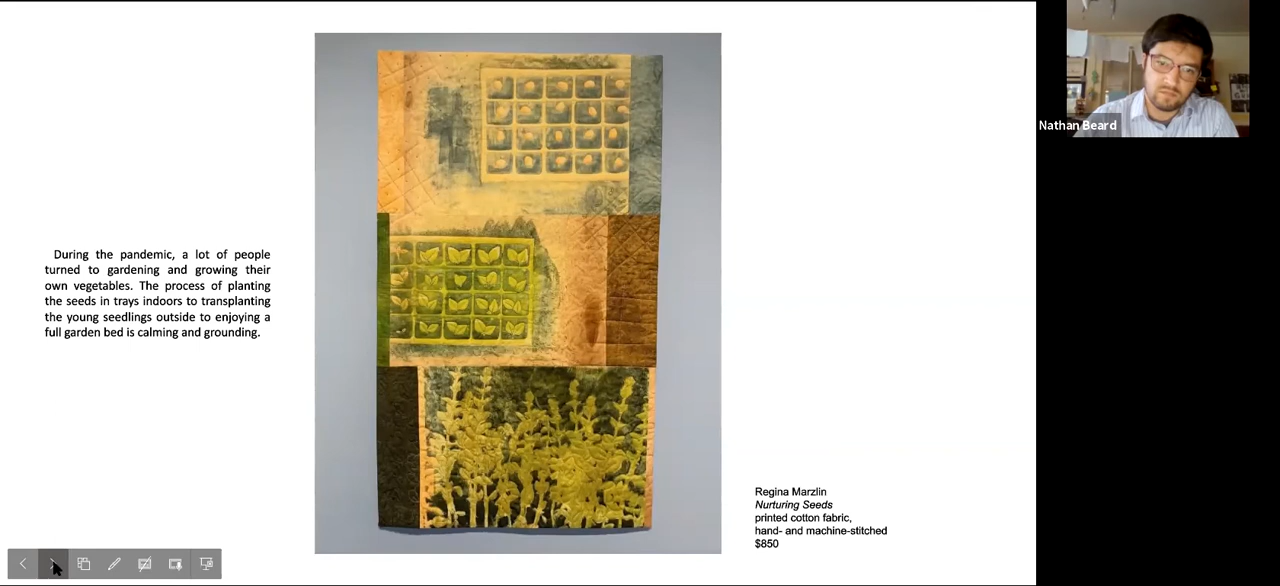 During the pandemic, a lot of people
turned to gardening and growing their
own vegetables. The process of planting
the seeds in trays indoors to transplanting
the young seedlings outside to enjoying a
full garden bed is calming and grounding.
Regina Marzlin
Nurturing Seeds
printed cotton fabric,
hand- and machine-stitched
$850
Nathan Beard